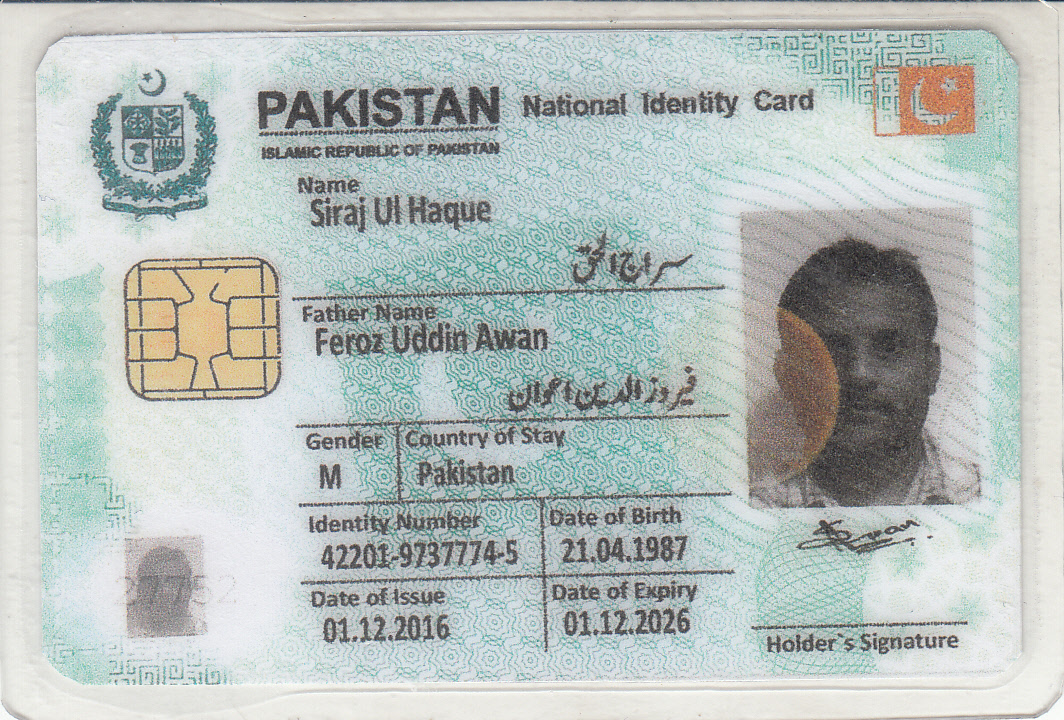 PAKISTAN National Identity Card
ISLAMIC REPUBLIC OF PAKISTAN
Name
Siraj Ul Haque
سراج الحق
Father Name
Feroz Uddin Awan
فیروز الدین اعوان
Gender Country of Stay
M Pakistan
Identity Number Date of Birth
42201-9737774-5 21.04.1987
Date of Issue Date of Expiry
01.12.2016 01.12.2026
Holder`s Signature